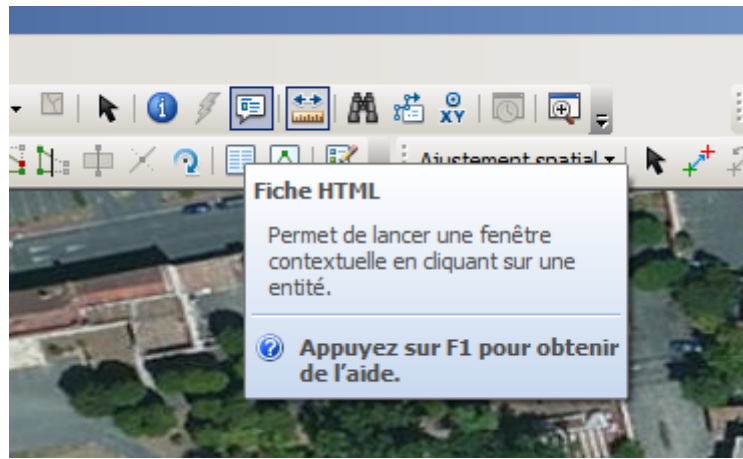 XY
Ajustement spatial
Fiche HTML
Permet de lancer une fenêtre
contextuelle en cliquant sur une
entité.
Appuyez sur F1 pour obtenir
de l'aide.